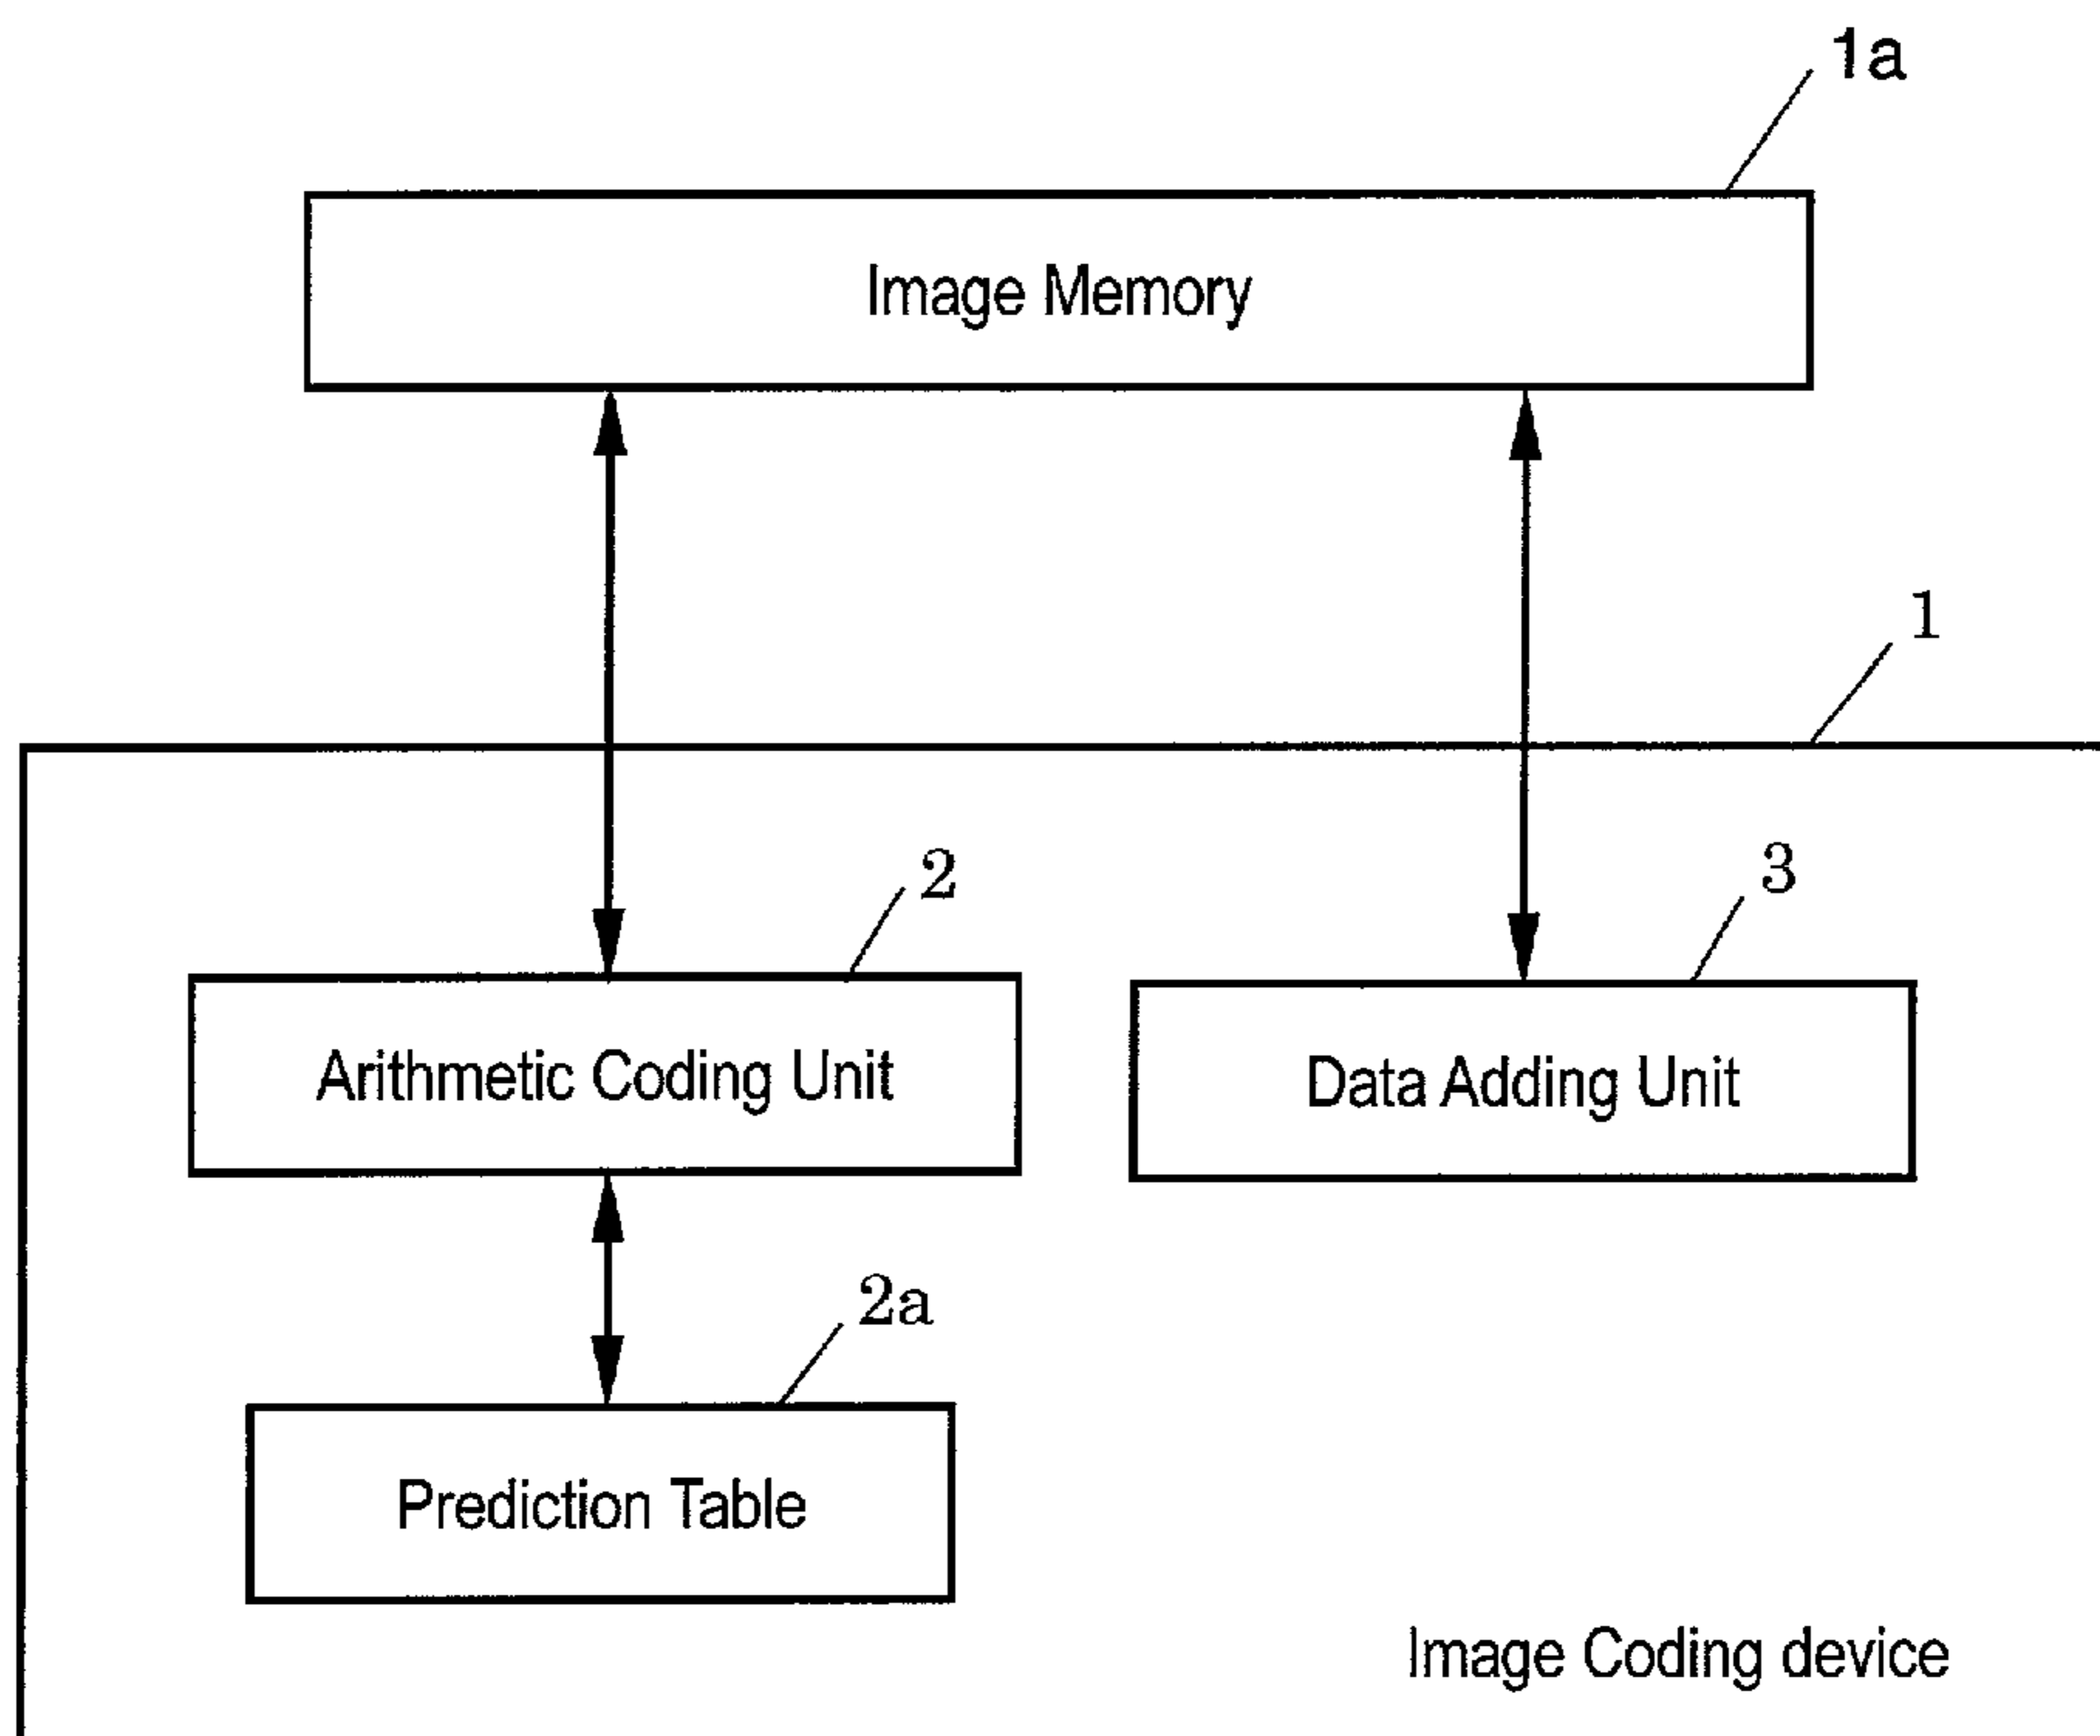 1a
Image Memory
1
2
3
Arithmetic Coding Unit
Data Adding Unit
2a
Prediction Table
Image Coding device